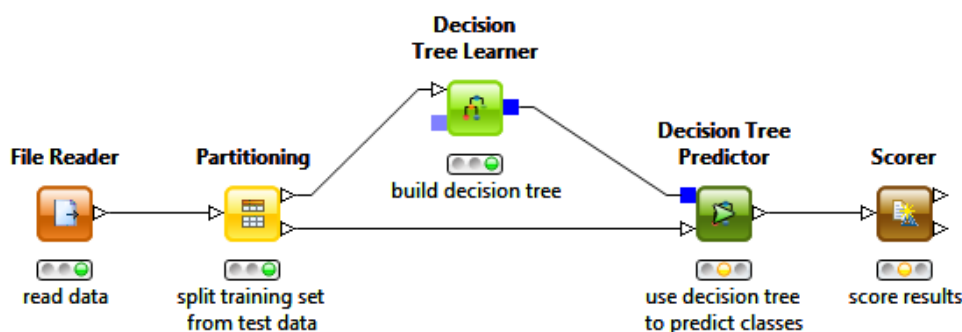 Decision
Tree Learner
build decision tree
File Reader
read data
Partitioning
split training set
from test data
Decision Tree
Predictor
use decision tree
to predict classes
Scorer
score results